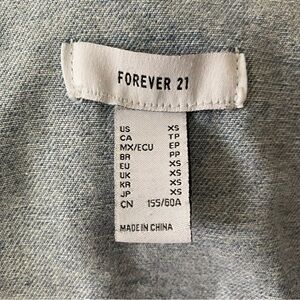 FOREVER 21
US XS
CA TP
MX/ECU EP
BR PP
EU XS
UK XS
KR XS
JP XS
CN 155/60A
MADE IN CHINA